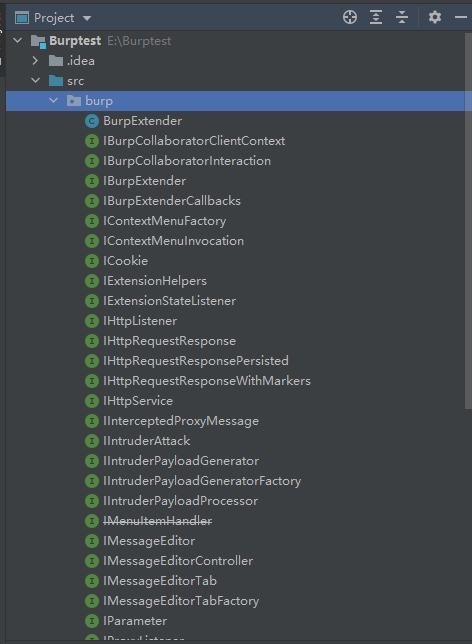 Project
Burptest E:\Burptest
.idea
src
burp
BurpExtender
IBurpCollaboratorClientContext
IBurpCollaboratorInteraction
IBurpExtender
IBurpExtenderCallbacks
IContextMenuFactory
IContextMenuInvocation
ICookie
IExtensionHelpers
IExtensionStateListener
IHttpListener
IHttpRequestResponse
IHttpRequestResponsePersisted
IHttpRequestResponseWithMarkers
IHttpService
IInterceptedProxyMessage
IIntruderAttack
IIntruderPayloadGenerator
IIntruderPayloadGeneratorFactory
IIntruderPayloadProcessor
IMenuItemHandler
IMessageEditor
IMessageEditorController
IMessageEditorTab
IMessageEditorTabFactory
IParameter
IProxyListener